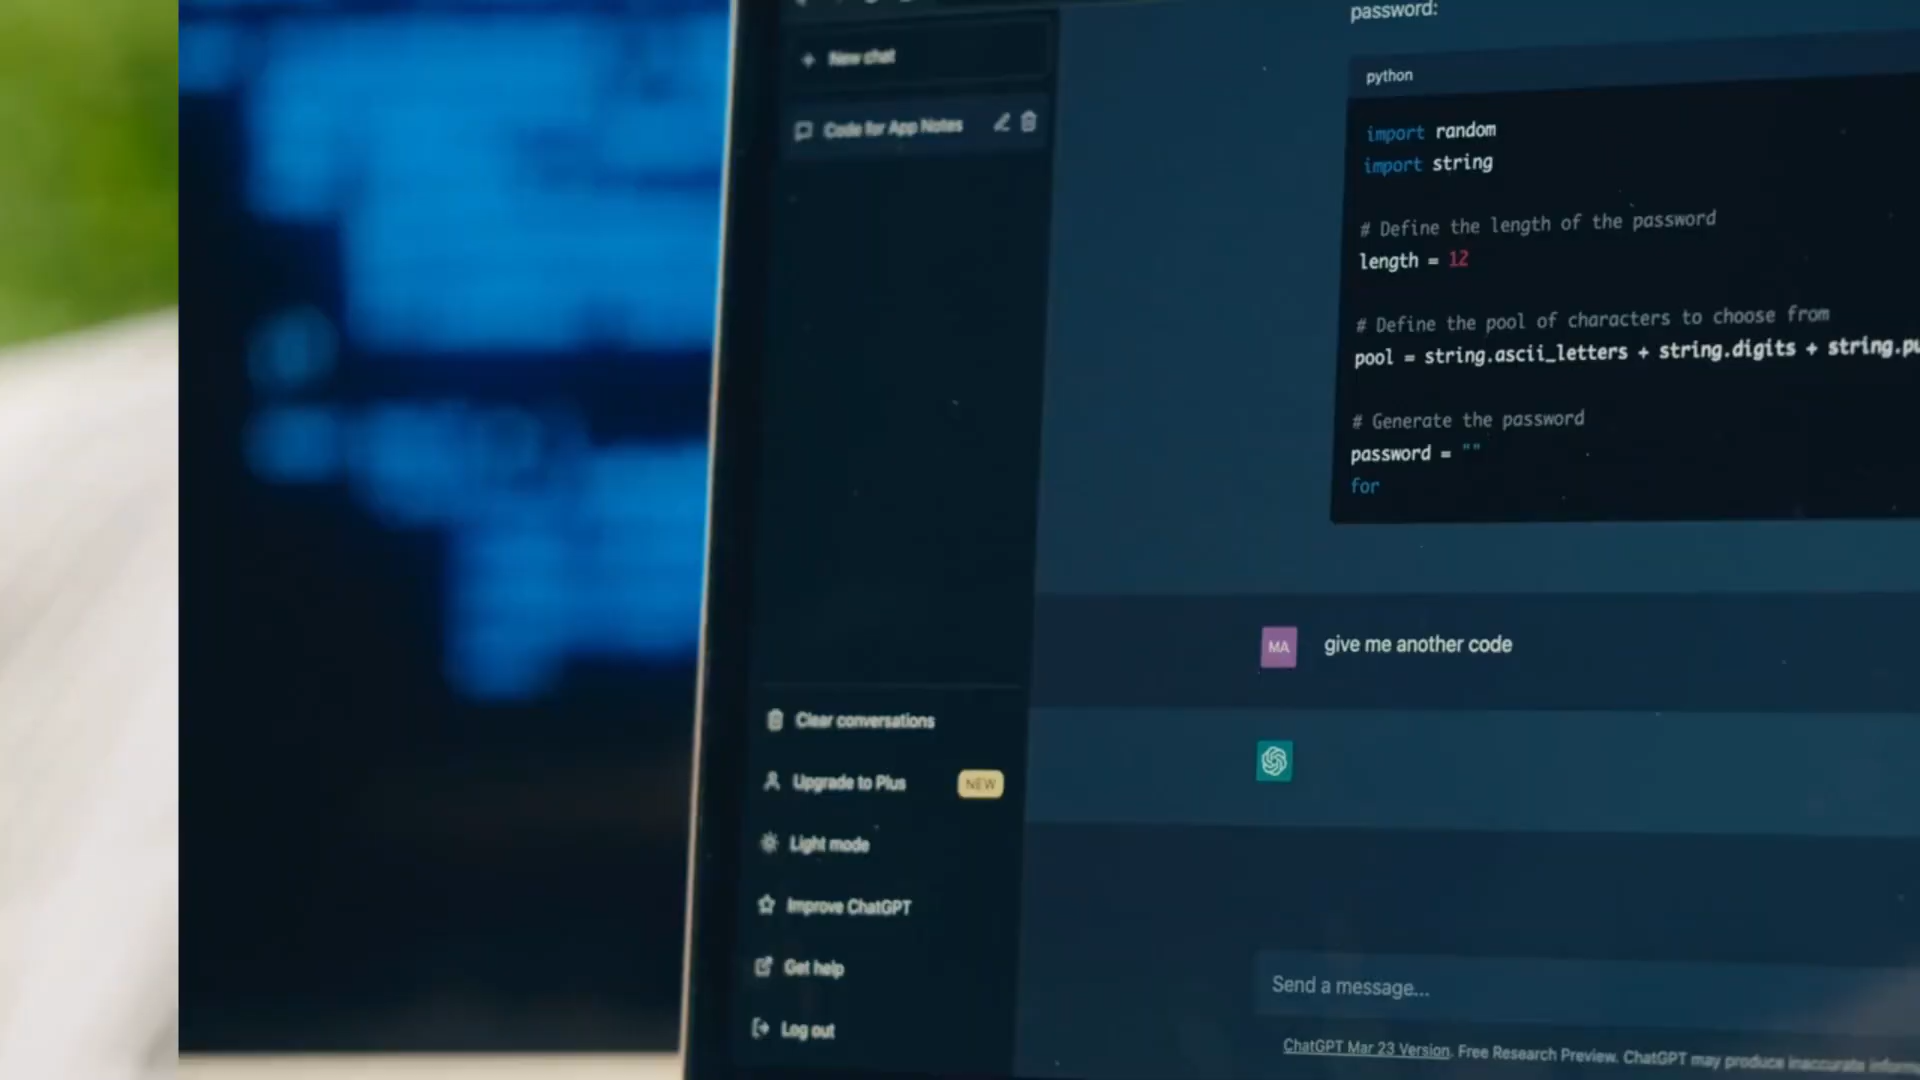 New chat
Code for App Notes
Clear conversations
Upgrade to Plus NEW
Light mode
Improve ChatGPT
Get help
Log out
password:
python
import random
import string
# Define the length of the password
length = 12
# Define the pool of characters to choose from
pool = string.ascii_letters + string.digits + string.pu
# Generate the password
password = ""
for
MA give me another code
Send a message...
ChatGPT Mar 23 Version. Free Research Preview. ChatGPT may produce inaccurate inform